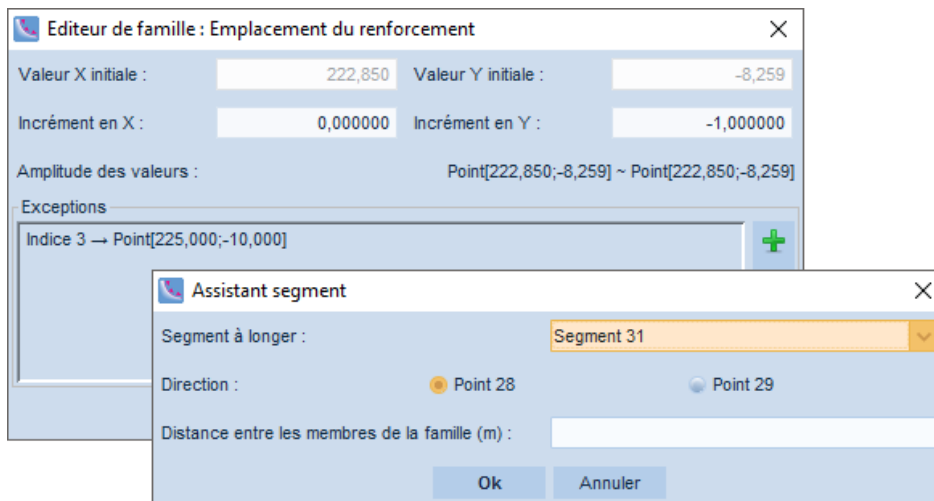 Editeur de famille : Emplacement du renforcement
Valeur X initiale : 222,850 Valeur Y initiale : -8,259
Incrément en X : 0,000000 Incrément en Y : -1,000000
Amplitude des valeurs : Point[222,850;-8,259] ~ Point[222,850;-8,259]
Exceptions
Indice 3 → Point[225,000;-10,000]
Assistant segment
Segment à longer : Segment 31
Direction : Point 28 Point 29
Distance entre les membres de la famille (m) :
Ok Annuler